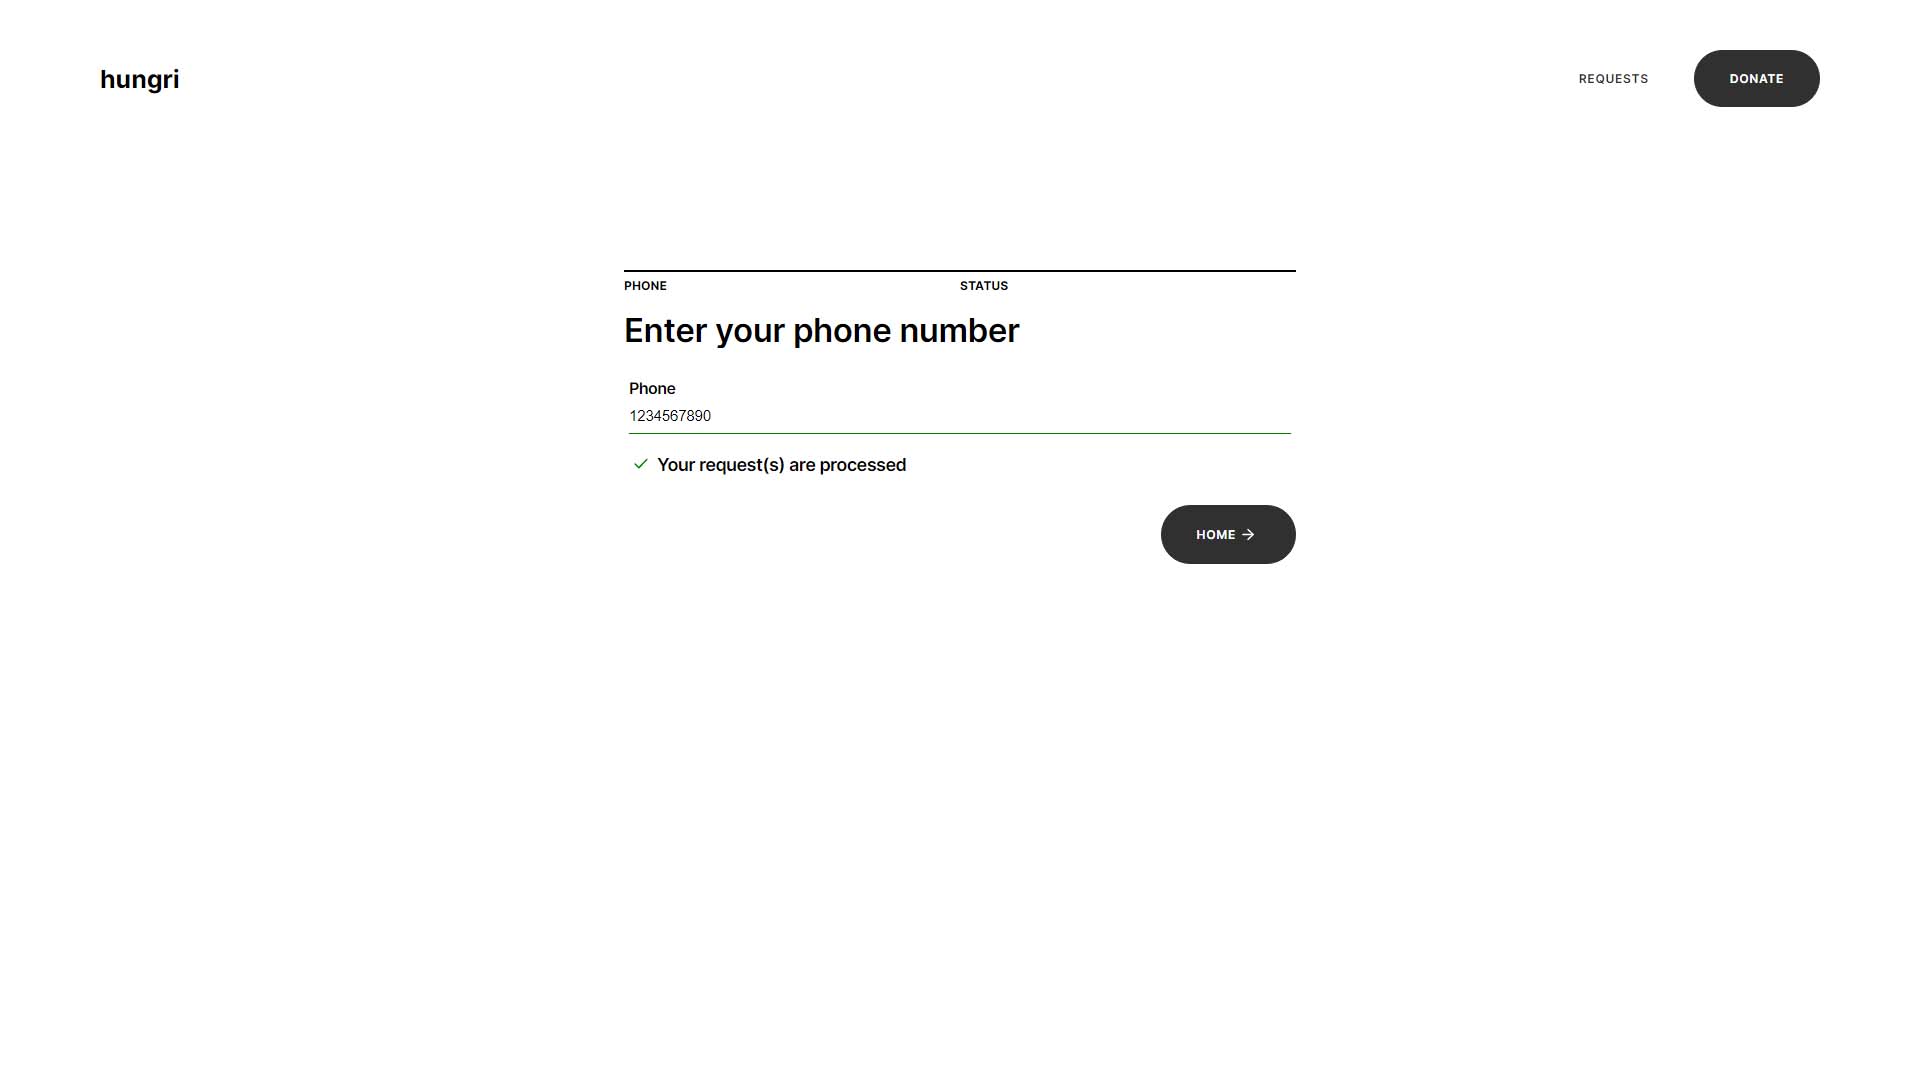 hungri
REQUESTS
DONATE
PHONE
STATUS
Enter your phone number
Phone
1234567890
Your request(s) are processed
HOME